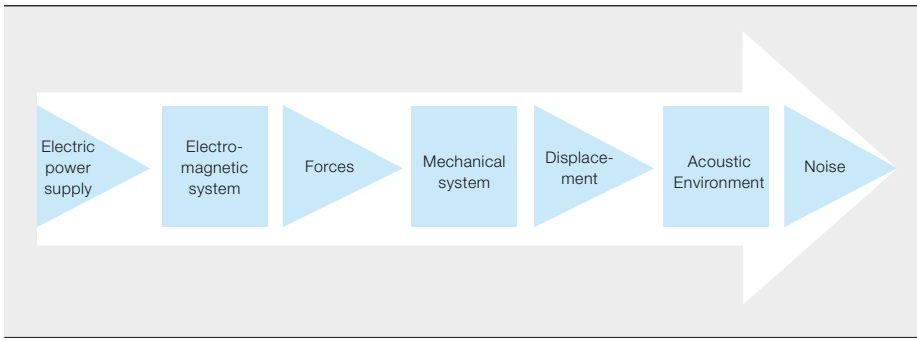 Electric
power
supply
Electro-
magnetic
system
Forces
Mechanical
system
Displace-
ment
Acoustic
Environment
Noise